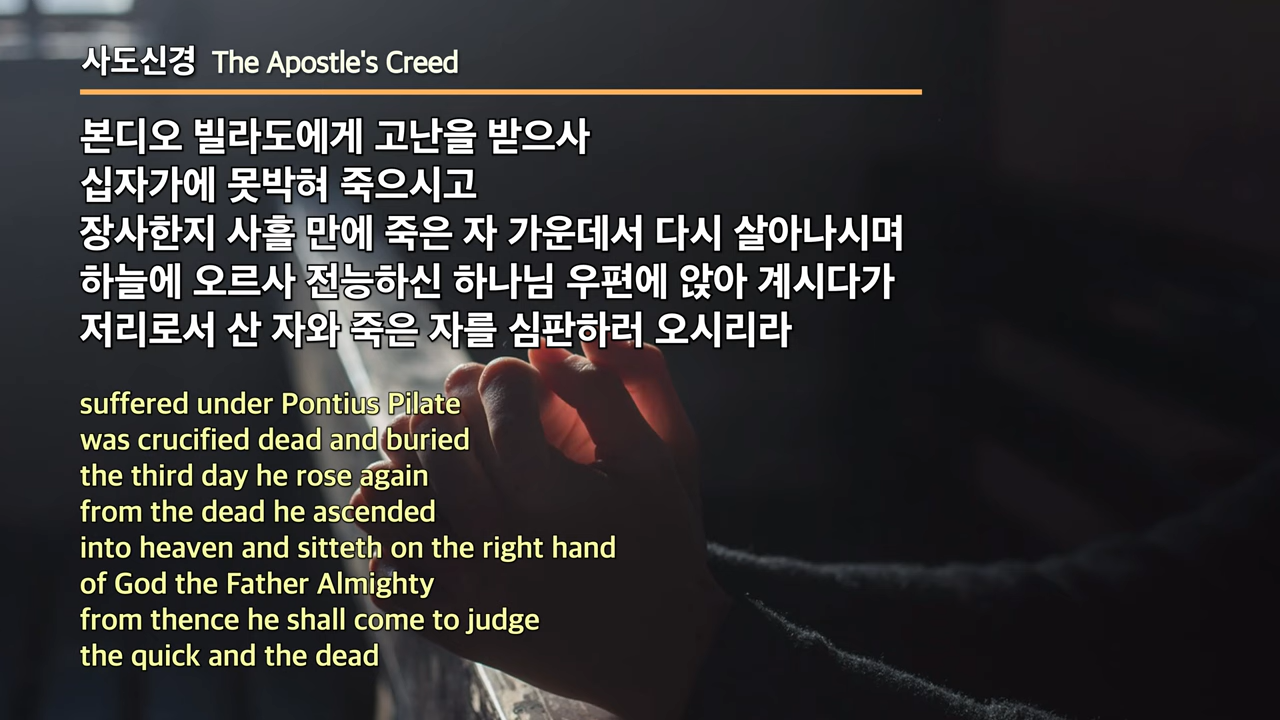 사도신경 The Apostle's Creed
본디오 빌라도에게 고난을 받으사
십자가에 못박혀 죽으시고
장사한지 사흘 만에 죽은 자 가운데서 다시 살아나시며
하늘에 오르사 전능하신 하나님 우편에 앉아 계시다가
저리로서 산 자와 죽은 자를 심판하러 오시리라
suffered under Pontius Pilate
was crucified dead and buried
the third day he rose again
from the dead he ascended
into heaven and sitteth on the right hand
of God the Father Almighty
from thence he shall come to judge
the quick and the dead